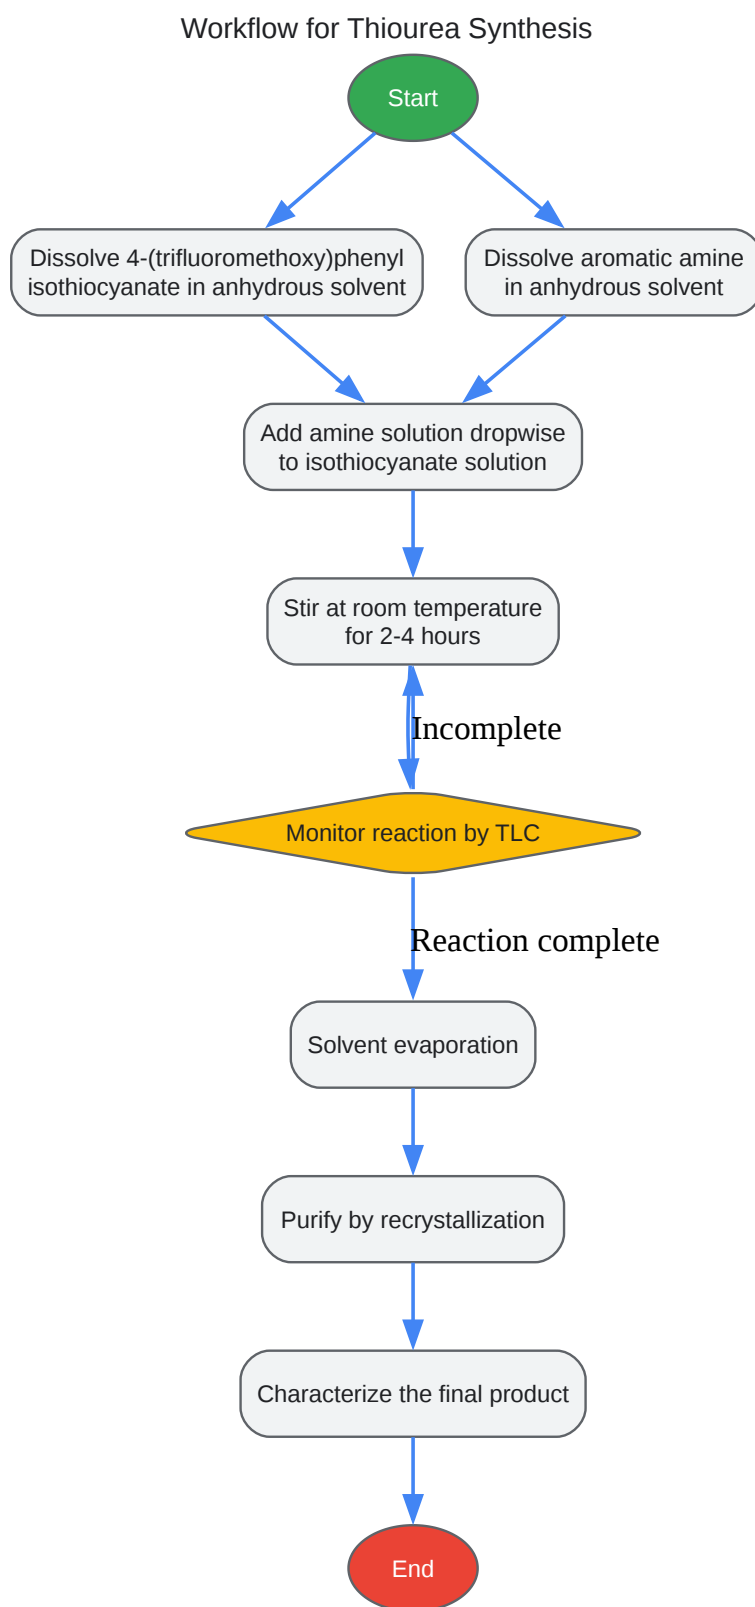 Workflow for Thiourea Synthesis
Start
Dissolve 4-(trifluoromethoxy)phenyl
isothiocyanate in anhydrous solvent
Dissolve aromatic amine
in anhydrous solvent
Add amine solution dropwise
to isothiocyanate solution
Stir at room temperature
for 2-4 hours
Incomplete
Monitor reaction by TLC
Reaction complete
Solvent evaporation
Purify by recrystallization
Characterize the final product
End